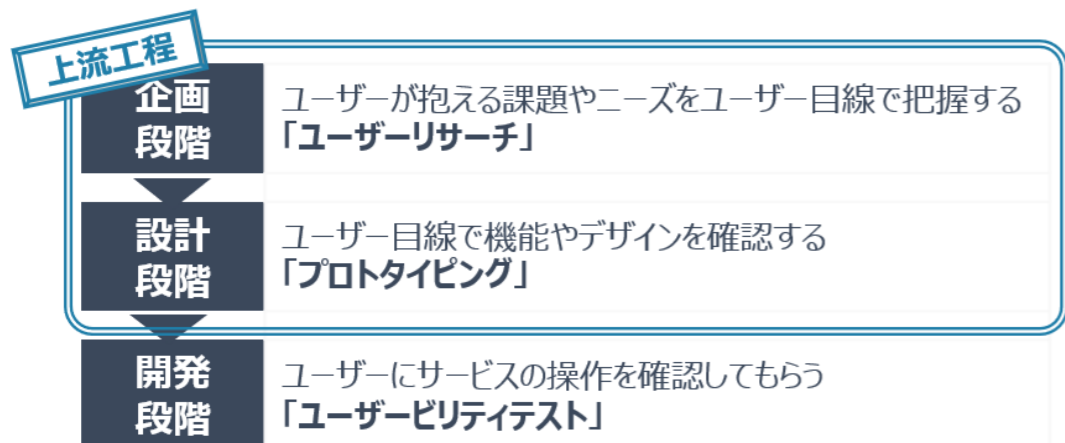 上流工程
企画
段階
ユーザーが抱える課題やニーズをユーザー目線で把握する
「ユーザーリサーチ」
設計
段階
ユーザー目線で機能やデザインを確認する
「プロトタイピング」
開発
段階
ユーザーにサービスの操作を確認してもらう
「ユーザービリティテスト」